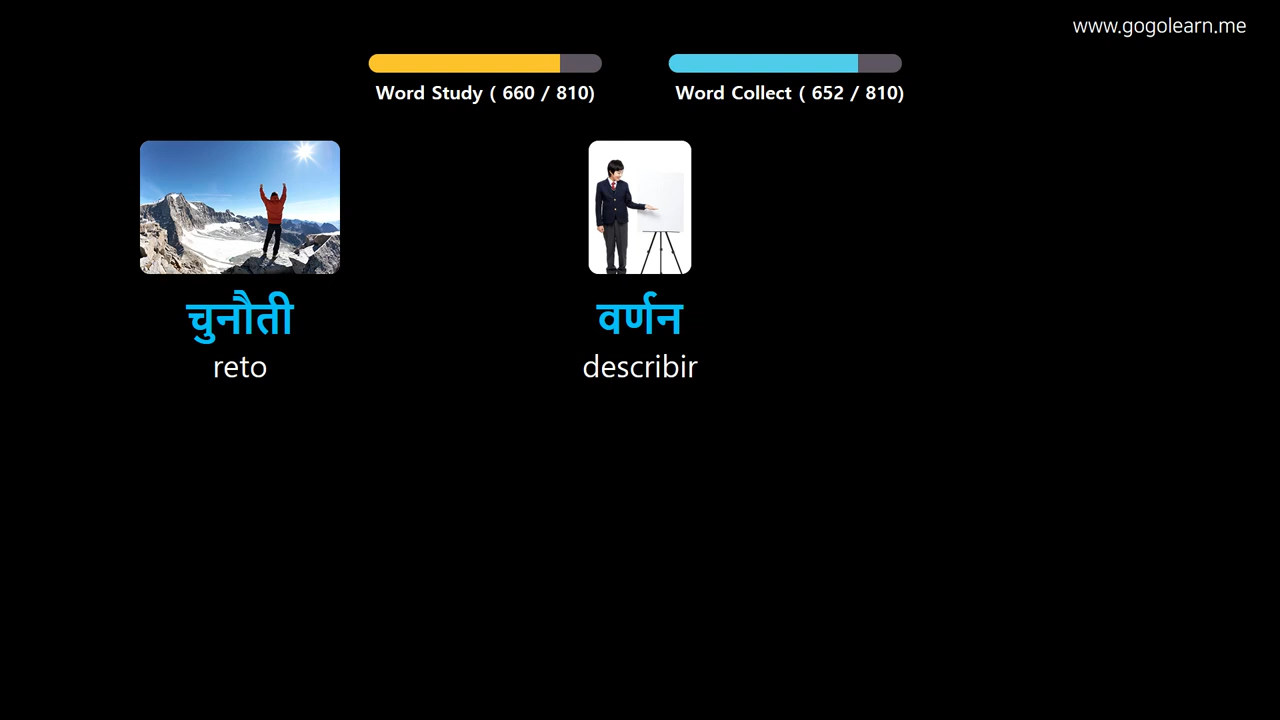 www.gogolearn.me
Word Study ( 660 / 810)
Word Collect ( 652 / 810)
चुनौती
reto
वर्णन
describir